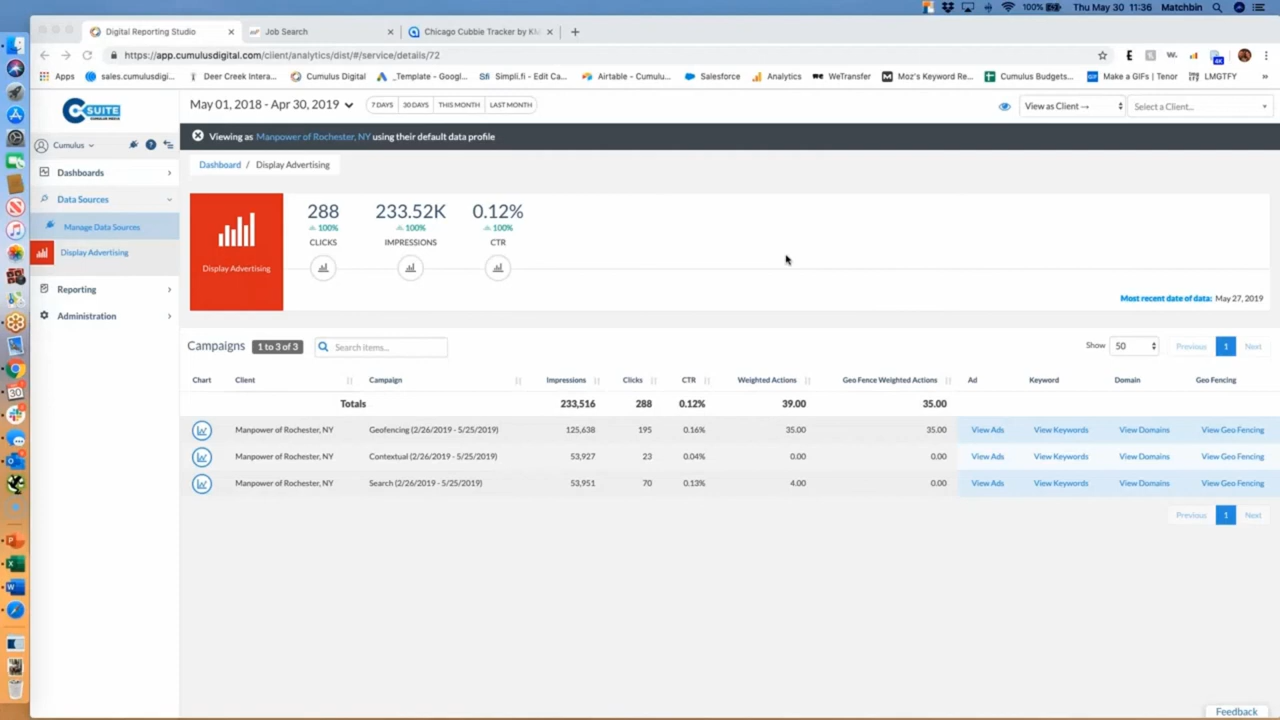 100% Thu May 30 11:36 Matchbin
Digital Reporting Studio
Job Search
Chicago Cubbie Tracker by KM
https://app.cumulusdigital.com/client/analytics/dist/#/service/details/72
Apps sales.cumulusdigi... Deer Creek Intera... Cumulus Digital _Template - Googl... Simpli.fi - Edit Ca... Airtable - Cumulu... Salesforce Analytics WeTransfer Moz's Keyword Re... Cumulus Budgets... Make a GIFs | Tenor LMGTFY »
C SUITE
CUMULUS MEDIA
May 01, 2018 - Apr 30, 2019
7 DAYS 30 DAYS THIS MONTH LAST MONTH
View as Client → Select a Client...
Viewing as Manpower of Rochester, NY using their default data profile
Cumulus
Dashboards
Data Sources
Manage Data Sources
Display Advertising
Reporting
Administration
Dashboard / Display Advertising
Display Advertising
288 233.52K 0.12%
100% 100% 100%
CLICKS IMPRESSIONS CTR
Most recent date of data: May 27, 2019
Campaigns 1 to 3 of 3 Search items... Show 50 Previous 1 Next
Chart Client Campaign Impressions Clicks CTR Weighted Actions Geo Fence Weighted Actions Ad Keyword Domain Geo Fencing
Totals 233,516 288 0.12% 39.00 35.00
Manpower of Rochester, NY Geofencing (2/26/2019 - 5/25/2019) 125,638 195 0.16% 35.00 35.00 View Ads View Keywords View Domains View Geo Fencing
Manpower of Rochester, NY Contextual (2/26/2019 - 5/25/2019) 53,927 23 0.04% 0.00 0.00 View Ads View Keywords View Domains View Geo Fencing
Manpower of Rochester, NY Search (2/26/2019 - 5/25/2019) 53,951 70 0.13% 4.00 0.00 View Ads View Keywords View Domains View Geo Fencing
Previous 1 Next
Feedback